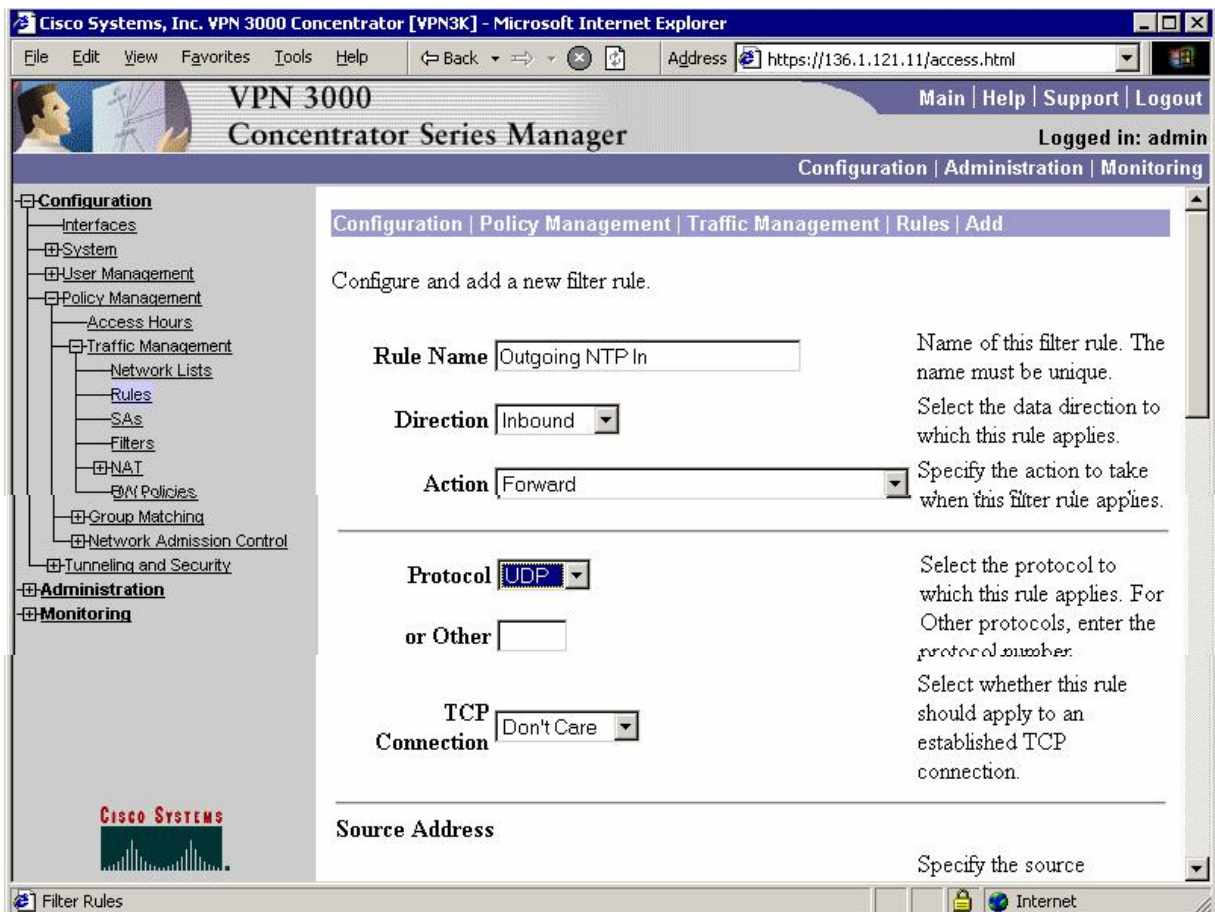 Cisco Systems, Inc. VPN 3000 Concentrator [VPN3K] - Microsoft Internet Explorer
File Edit View Favorites Tools Help Back Address https://136.1.121.11/access.html
VPN 3000
Concentrator Series Manager
Main | Help | Support | Logout
Logged in: admin
Configuration | Administration | Monitoring
Configuration
Interfaces
System
User Management
Policy Management
Access Hours
Traffic Management
Network Lists
Rules
SAs
Filters
NAT
BW Policies
Group Matching
Network Admission Control
Tunneling and Security
Administration
Monitoring
CISCO SYSTEMS
Configuration | Policy Management | Traffic Management | Rules | Add
Configure and add a new filter rule.
Rule Name Outgoing NTP In
Name of this filter rule. The
name must be unique.
Direction Inbound
Select the data direction to
which this rule applies.
Action Forward
Specify the action to take
when this filter rule applies.
Protocol UDP
or Other
Select the protocol to
which this rule applies. For
Other protocols, enter the
protocol number.
TCP
Connection Don't Care
Select whether this rule
should apply to an
established TCP
connection.
Source Address
Specify the source
Filter Rules
Internet